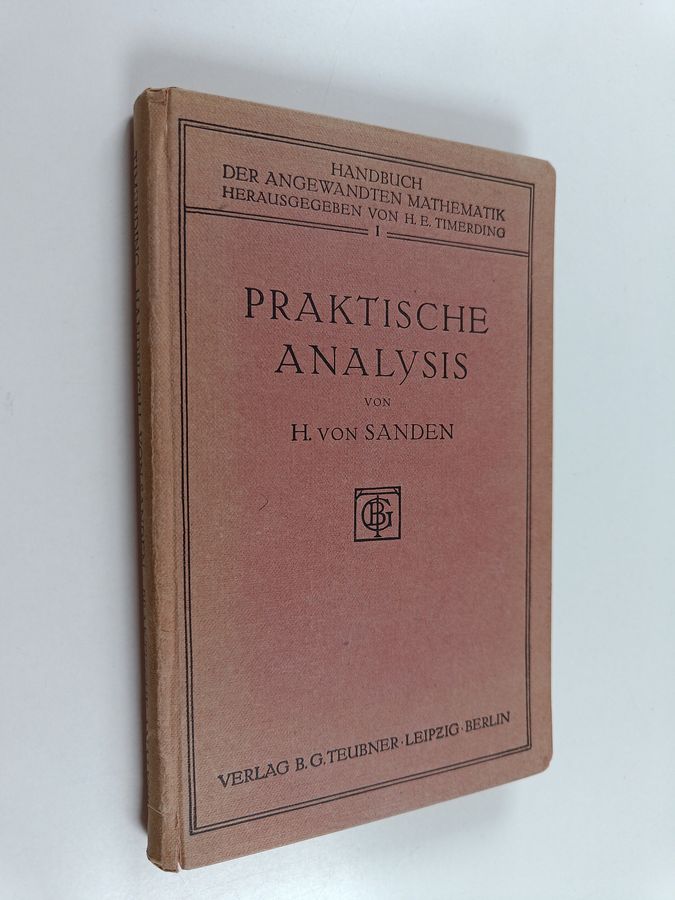 HANDBUCH
DER ANGEWANDTEN MATHEMATIK
HERAUSGEGEBEN VON H. E. TIMERDING
I
PRAKTISCHE
ANALYSIS
VON
H. VON SANDEN
VERLAG B. G. TEUBNER · LEIPZIG · BERLIN